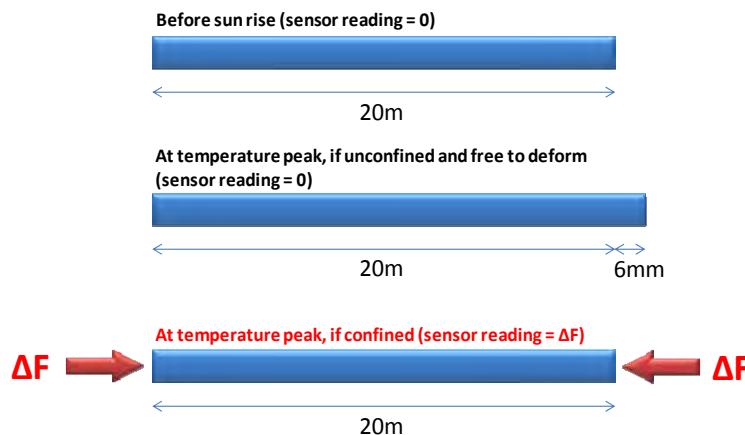 Before sun rise (sensor reading = 0)
20m
At temperature peak, if unconfined and free to deform
(sensor reading = 0)
20m
6mm
At temperature peak, if confined (sensor reading = ΔF)
ΔF
ΔF
20m